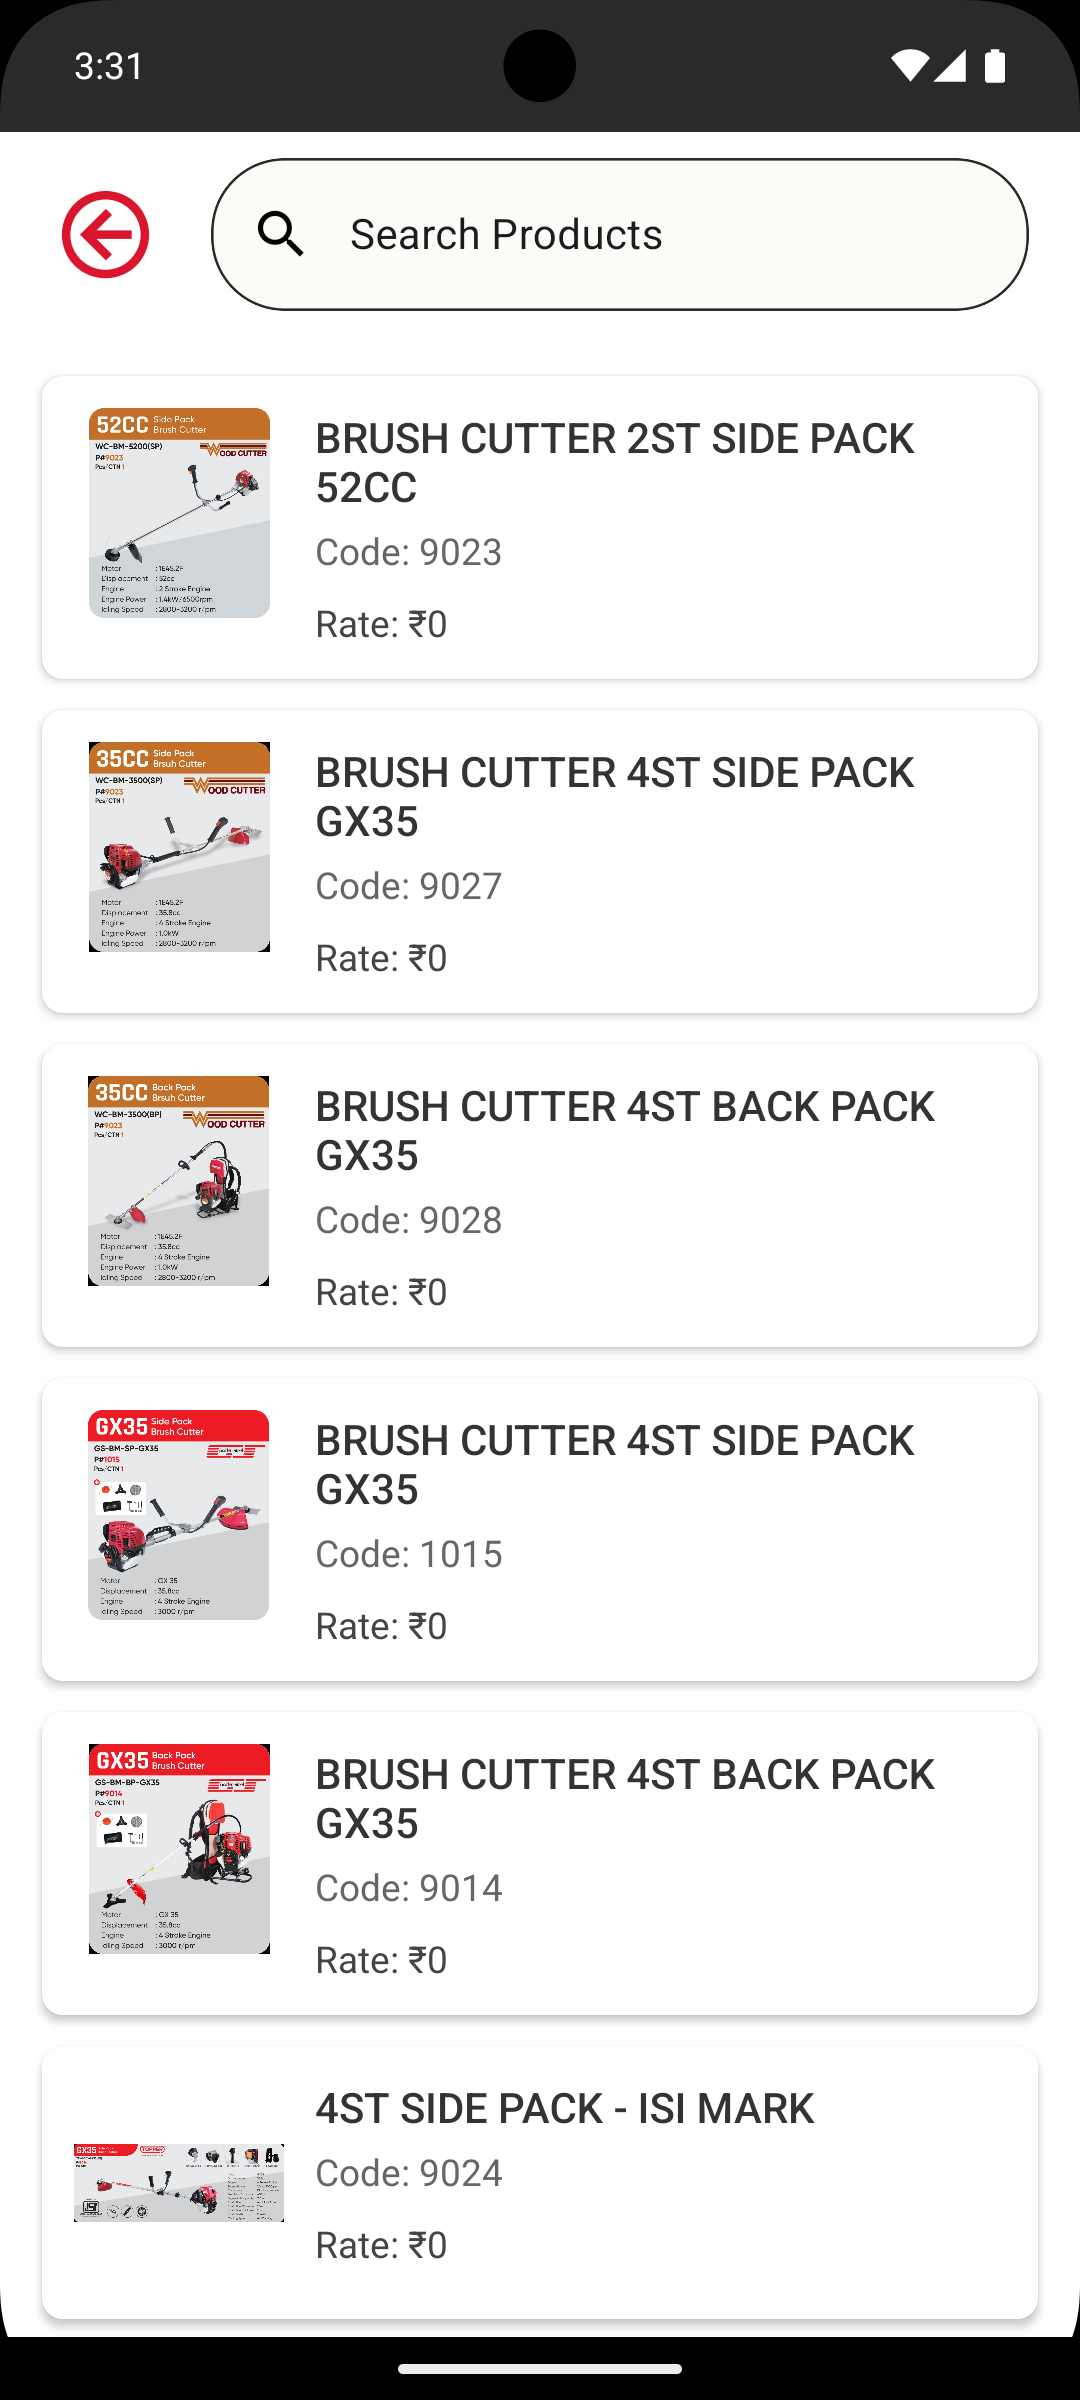 3:31
Search Products
52CC Side Pack
Brush Cutter
WC-BM-5200(SP)
P#9023
Pcs/CTN 1
WOOD CUTTER
Motor : 1E45.2F
Displacement : 52cc
Engine : 2 Stroke Engine
Engine Power : 1.4kW/6500rpm
Idling Speed : 2800-3200 r/pm
BRUSH CUTTER 2ST SIDE PACK
52CC
Code: 9023
Rate: ₹0
35CC Side Pack
Brsuh Cutter
WC-BM-3500(SP)
P#9023
Pcs/CTN 1
WOOD CUTTER
Motor : 1E45.2F
Displacement : 35.8cc
Engine : 4 Stroke Engine
Engine Power : 1.0kW
Idling Speed : 2800-3200 r/pm
BRUSH CUTTER 4ST SIDE PACK
GX35
Code: 9027
Rate: ₹0
35CC Back Pack
Brsuh Cutter
WC-BM-3500(BP)
P#9023
Pcs/CTN 1
WOOD CUTTER
Motor : 1E45.2F
Displacement : 35.8cc
Engine : 4 Stroke Engine
Engine Power : 1.0kW
Idling Speed : 2800-3200 r/pm
BRUSH CUTTER 4ST BACK PACK
GX35
Code: 9028
Rate: ₹0
GX35 Side Pack
Brush Cutter
GS-BM-SP-GX35
P#1015
Pcs/CTN 1
Motor : GX 35
Displacement : 35.8cc
Engine : 4 Stroke Engine
Idling Speed : 3000 r/pm
BRUSH CUTTER 4ST SIDE PACK
GX35
Code: 1015
Rate: ₹0
GX35 Back Pack
Brush Cutter
GS-BM-BP-GX35
P#9014
Pcs/CTN 1
Motor : GX 35
Displacement : 35.8cc
Engine : 4 Stroke Engine
Idling Speed : 3000 r/pm
BRUSH CUTTER 4ST BACK PACK
GX35
Code: 9014
Rate: ₹0
GX35
TOPPER
4ST SIDE PACK - ISI MARK
Code: 9024
Rate: ₹0